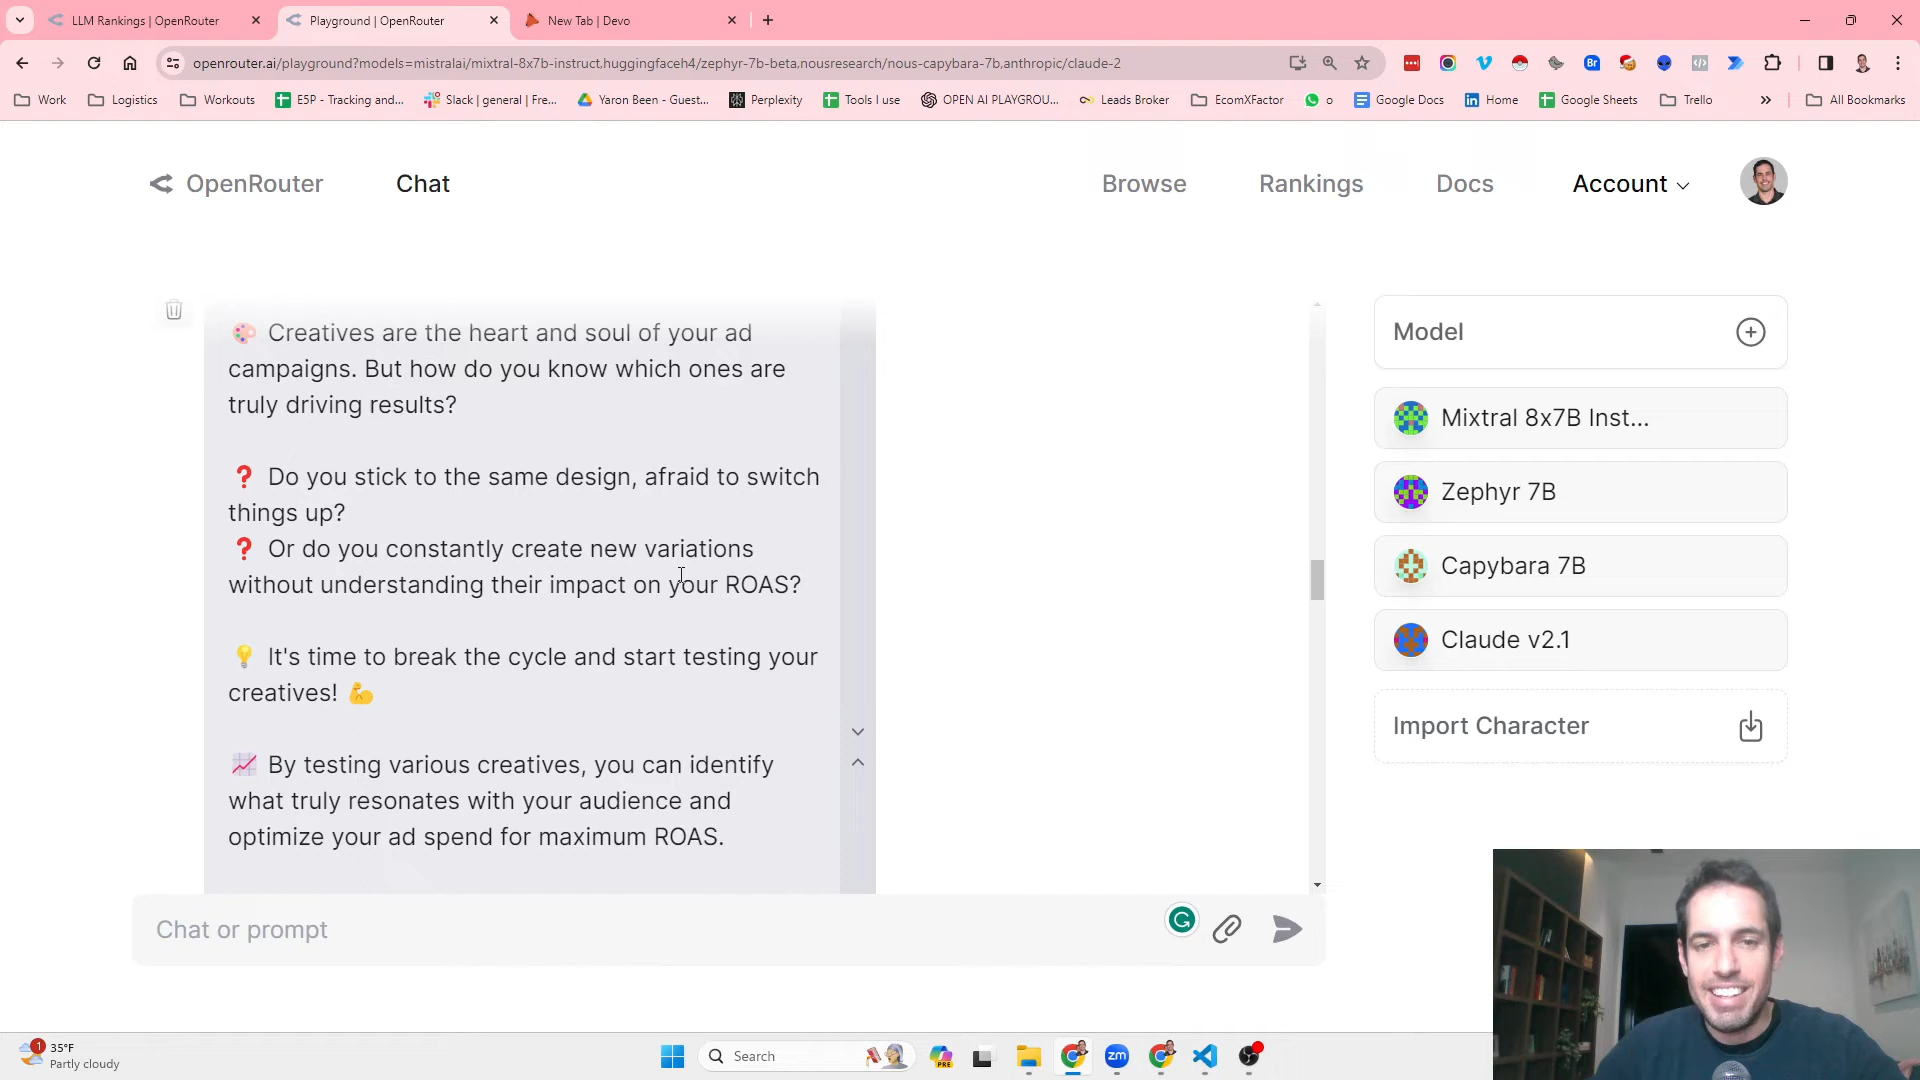 LLM Rankings | OpenRouter
Playground | OpenRouter
New Tab | Devo
openrouter.ai/playground?models=mistralai/mixtral-8x7b-instruct,huggingfaceh4/zephyr-7b-beta,nousresearch/nous-capybara-7b,anthropic/claude-2
Work
Logistics
Workouts
E5P - Tracking and...
Slack | general | Fre...
Yaron Been - Guest...
Perplexity
Tools I use
OPEN AI PLAYGROU...
Leads Broker
EcomXFactor
o
Google Docs
Home
Google Sheets
Trello
»
All Bookmarks
OpenRouter
Chat
Browse
Rankings
Docs
Account
🎨 Creatives are the heart and soul of your ad
campaigns. But how do you know which ones are
truly driving results?
❓ Do you stick to the same design, afraid to switch
things up?
❓ Or do you constantly create new variations
without understanding their impact on your ROAS?
💡 It's time to break the cycle and start testing your
creatives! 💪
📈 By testing various creatives, you can identify
what truly resonates with your audience and
optimize your ad spend for maximum ROAS.
Model
Mixtral 8x7B Inst...
Zephyr 7B
Capybara 7B
Claude v2.1
Import Character
Chat or prompt
1
35°F
Partly cloudy
Search
PRE
zm